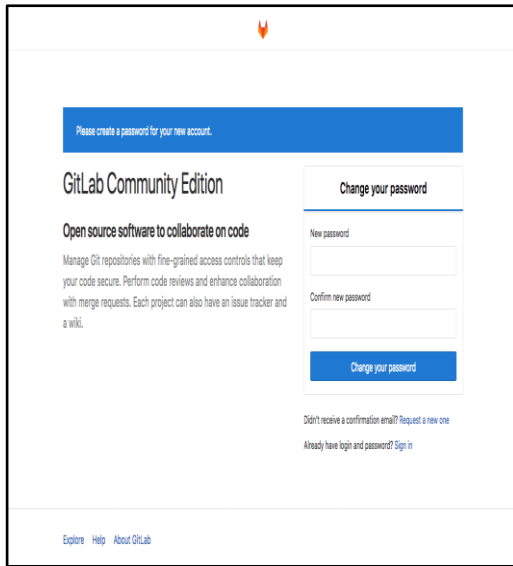 Please create a password for your new account.
GitLab Community Edition
Open source software to collaborate on code
Manage Git repositories with fine-grained access controls that keep
your code secure. Perform code reviews and enhance collaboration
with merge requests. Each project can also have an issue tracker and
a wiki.
Change your password
New password
Confirm new password
Change your password
Didn't receive a confirmation email? Request a new one
Already have login and password? Sign in
Explore Help About GitLab